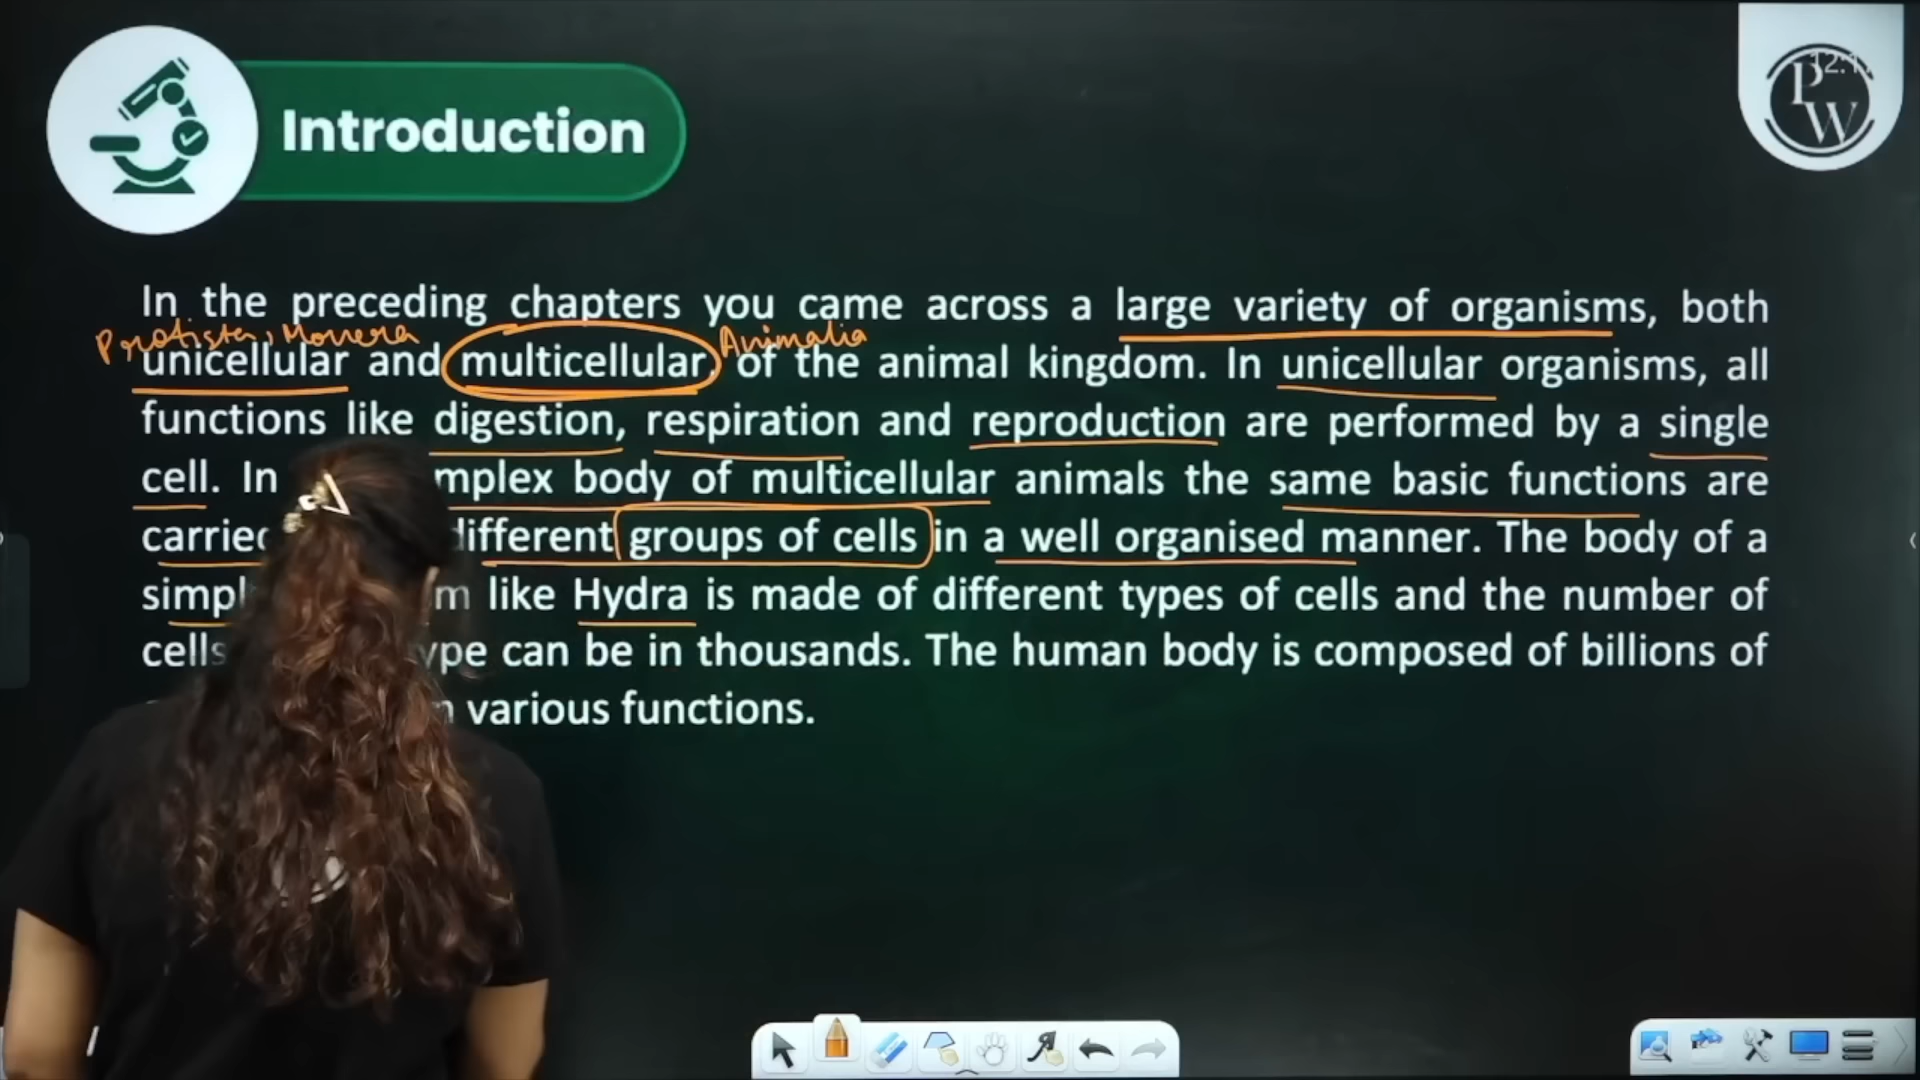 Introduction
P W
12:1
In the preceding chapters you came across a large variety of organisms, both
Protista, Monera Animalia
unicellular and multicellular, of the animal kingdom. In unicellular organisms, all
functions like digestion, respiration and reproduction are performed by a single
cell. In mplex body of multicellular animals the same basic functions are
carried different groups of cells in a well organised manner. The body of a
simpl m like Hydra is made of different types of cells and the number of
cells ype can be in thousands. The human body is composed of billions of
various functions.